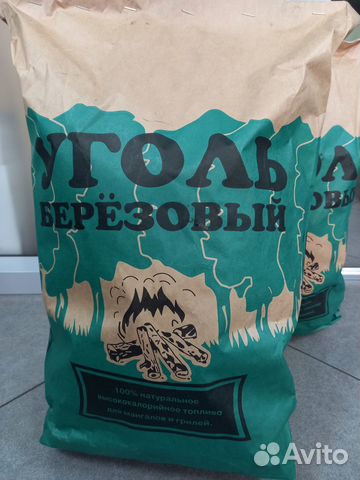 УГОЛЬ
БЕРЁЗОВЫЙ
100% натуральное
высококалорийное топливо
для мангалов и грилей.
Avito